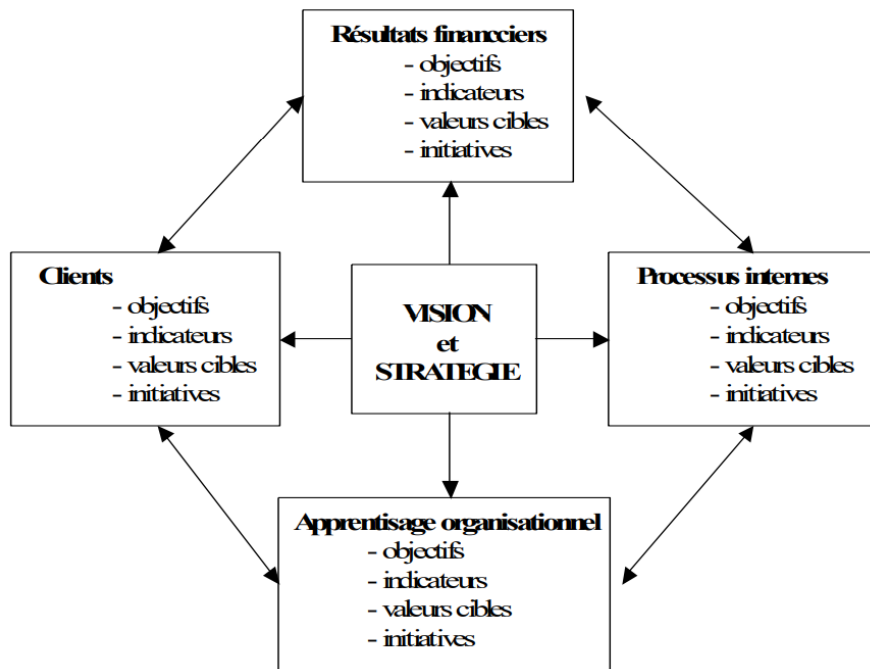 Résultats financciers
- objectifs
- indicateurs
- valeurs cibles
- initiatives
Clients
- objectifs
- indicateurs
- valeurs cibles
- initiatives
VISION
et
STRATEGIE
Processus internes
- objectifs
- indicateurs
- valeurs cibles
- initiatives
Apprentisage organisationnel
- objectifs
- indicateurs
- valeurs cibles
- initiatives